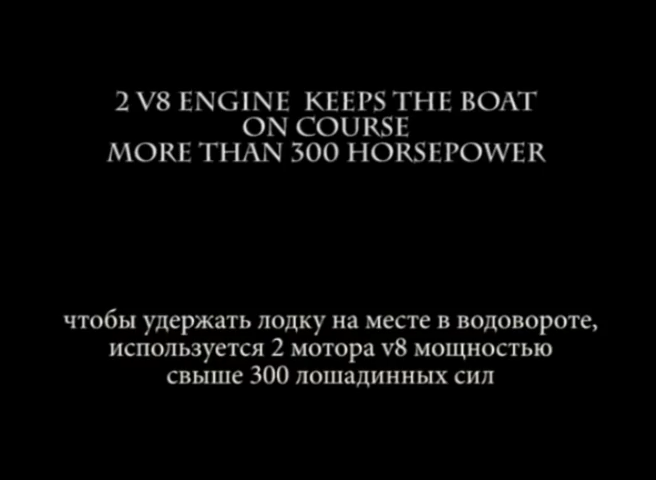 2 V8 ENGINE KEEPS THE BOAT
ON COURSE
MORE THAN 300 HORSEPOWER
чтобы удержать лодку на месте в водовороте,
используется 2 мотора v8 мощностью
свыше 300 лошадинных сил